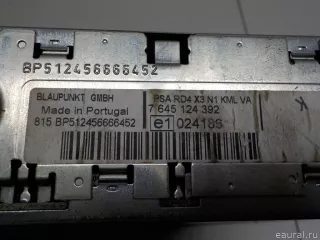 BP512456666452
BLAUPUNKT GMBH
PSA RD4 X3 N1 KML VA
Made in Portugal
7 645 124 392
815 BP512456666452
e1 024183
K
© eaural.ru